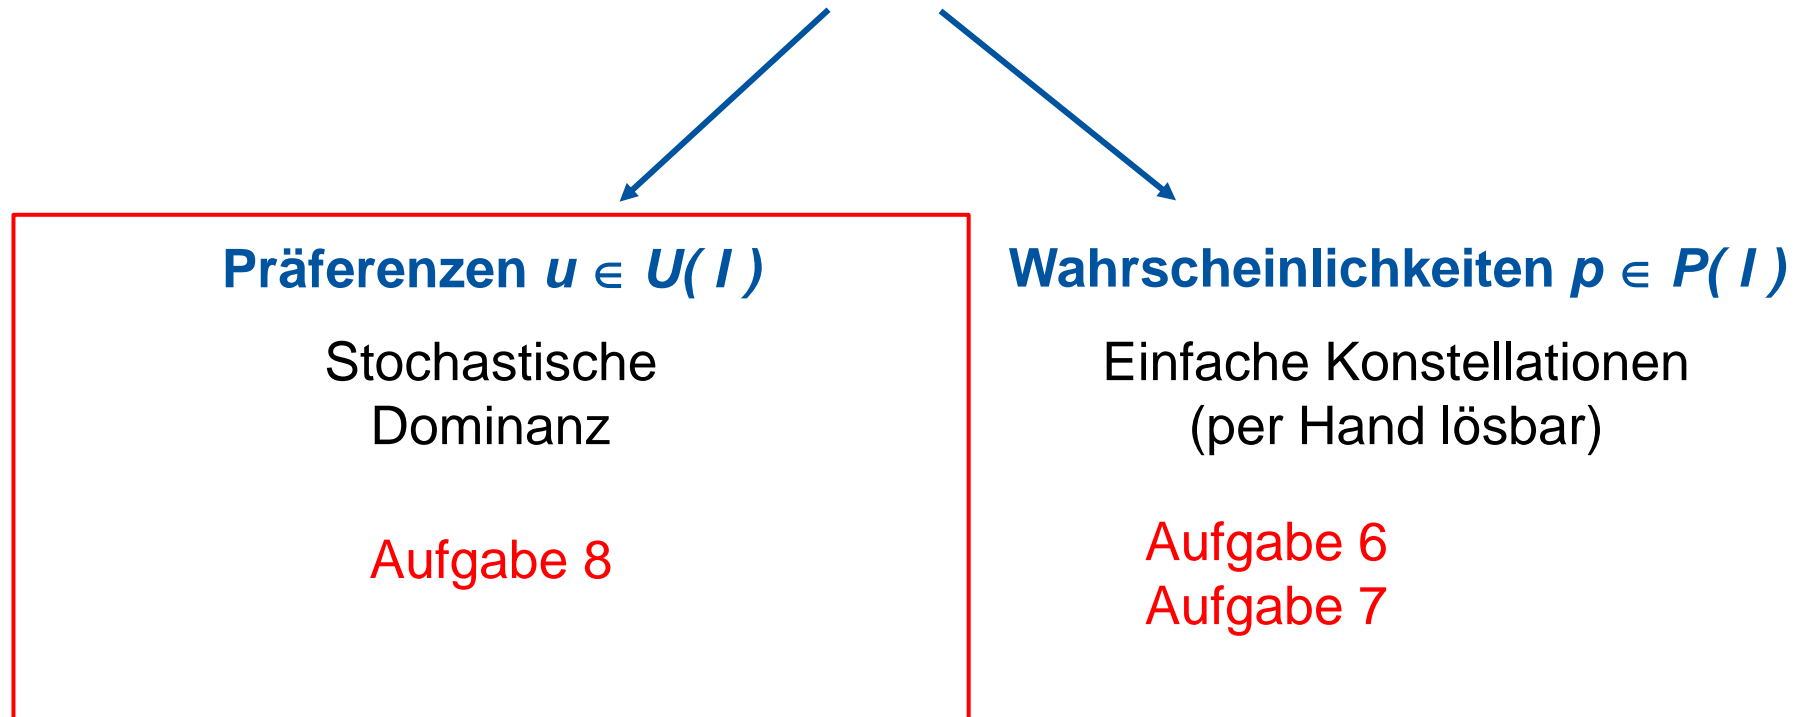 Präferenzen u ∈ U( I )
Stochastische
Dominanz
Aufgabe 8
Wahrscheinlichkeiten p ∈ P( I )
Einfache Konstellationen
(per Hand lösbar)
Aufgabe 6
Aufgabe 7